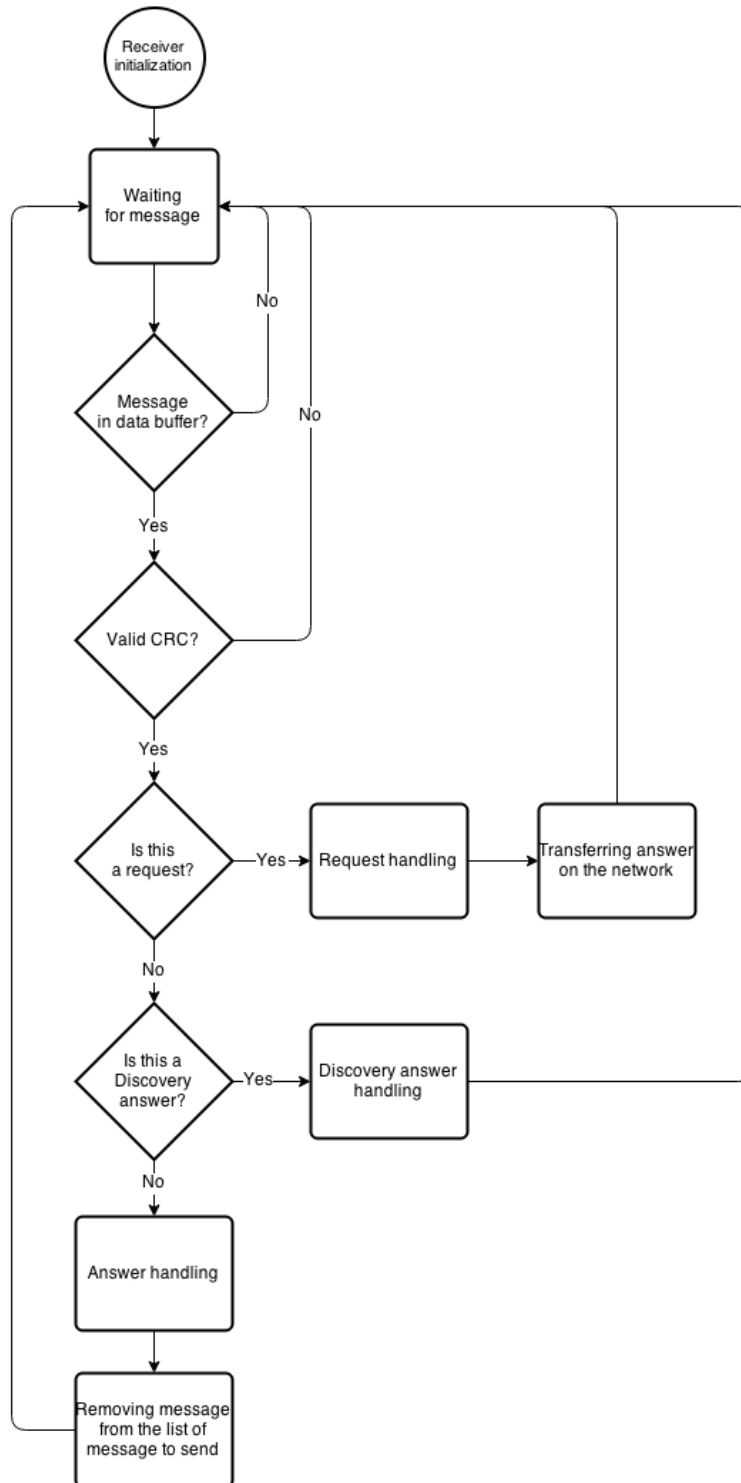 Receiver
initialization
Waiting
for message
No
Message
in data buffer?
No
Yes
Valid CRC?
Yes
Is this
a request?
Yes
Request handling
Transferring answer
on the network
No
Is this a
Discovery
answer?
Yes
Discovery answer
handling
No
Answer handling
Removing message
from the list of
message to send